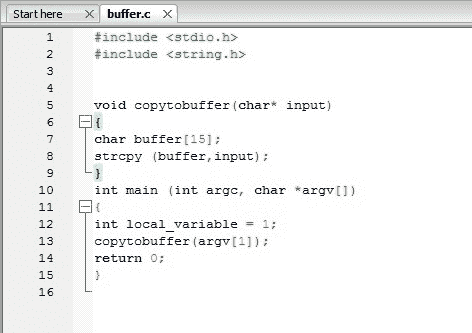 Start here buffer.c
1 #include <stdio.h>
2 #include <string.h>
3
4
5 void copytobuffer(char* input)
6 {
7 char buffer[15];
8 strcpy (buffer,input);
9 }
10 int main (int argc, char *argv[])
11 {
12 int local_variable = 1;
13 copytobuffer(argv[1]);
14 return 0;
15 }
16